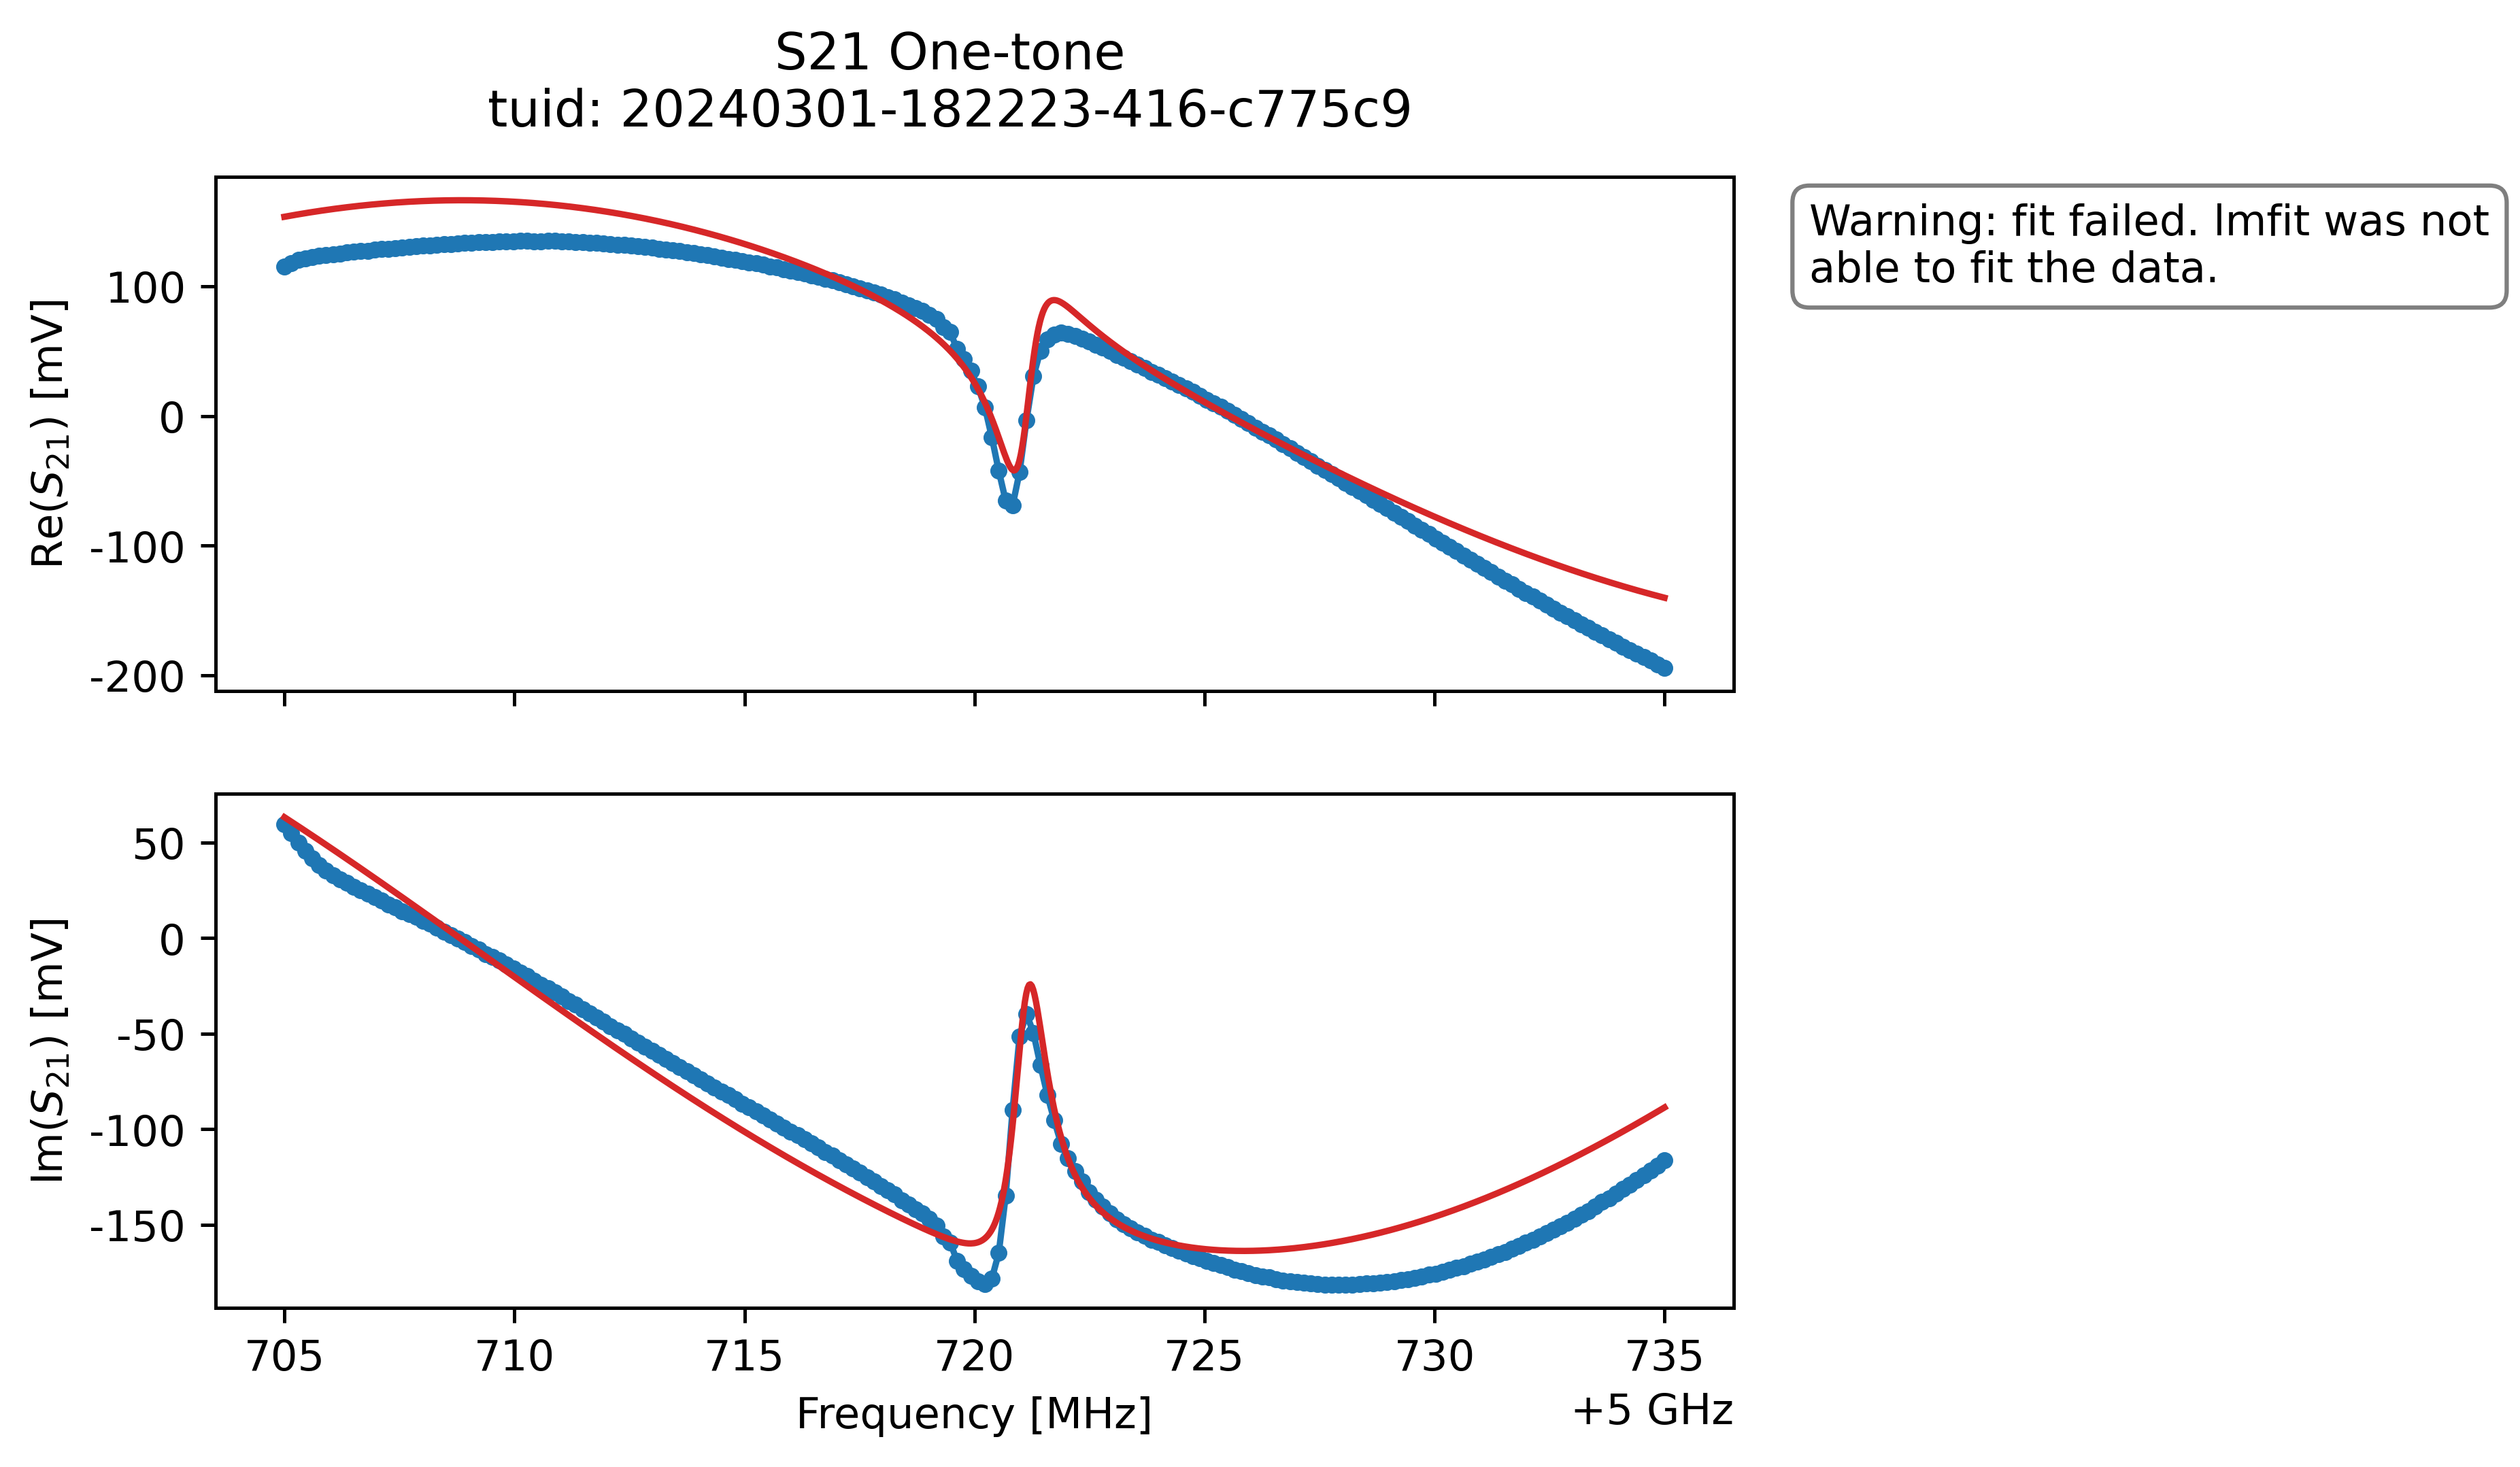 S21 One-tone
tuid: 20240301-182223-416-c775c9
Warning: fit failed. lmfit was not
able to fit the data.
Re(S21) [mV]
100
0
-100
-200
Im(S21) [mV]
50
0
-50
-100
-150
705 710 715 720 725 730 735
Frequency [MHz]
+5 GHz